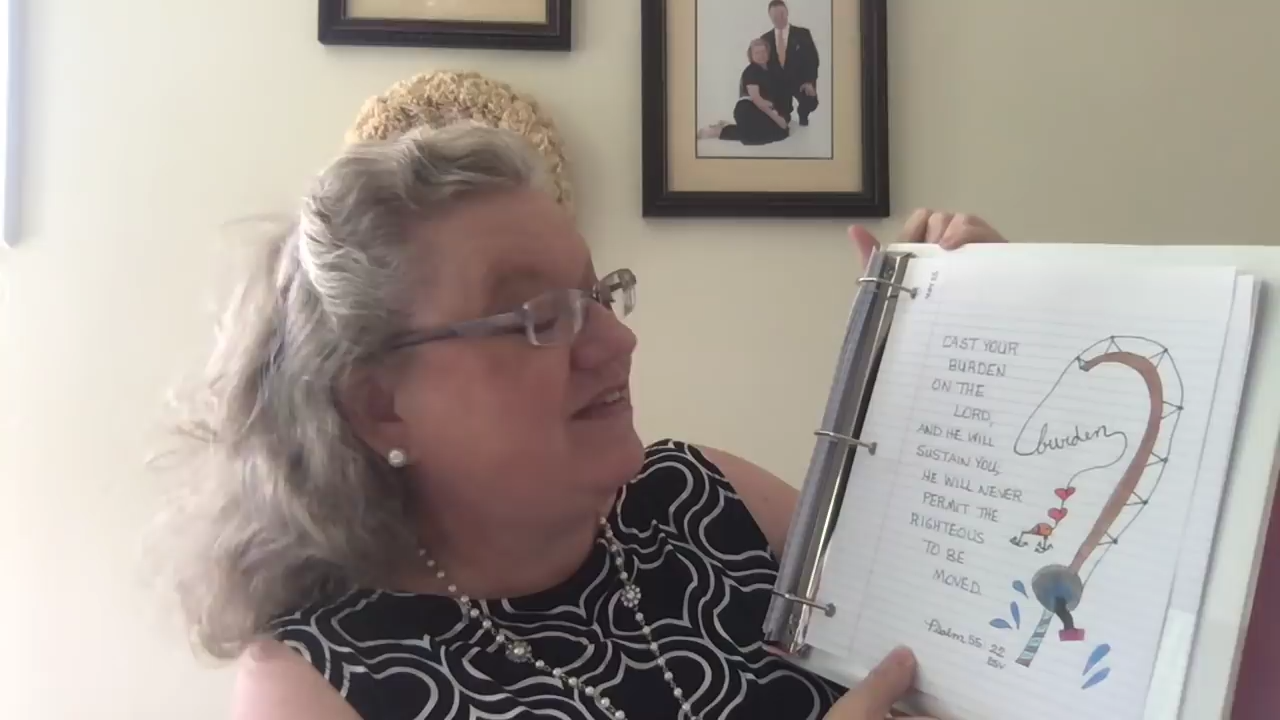 CAST YOUR
BURDEN
ON THE
LORD,
AND HE WILL
SUSTAIN YOU;
HE WILL NEVER
PERMIT THE
RIGHTEOUS
TO BE
MOVED.
Psalm 55:22
ESV
burden